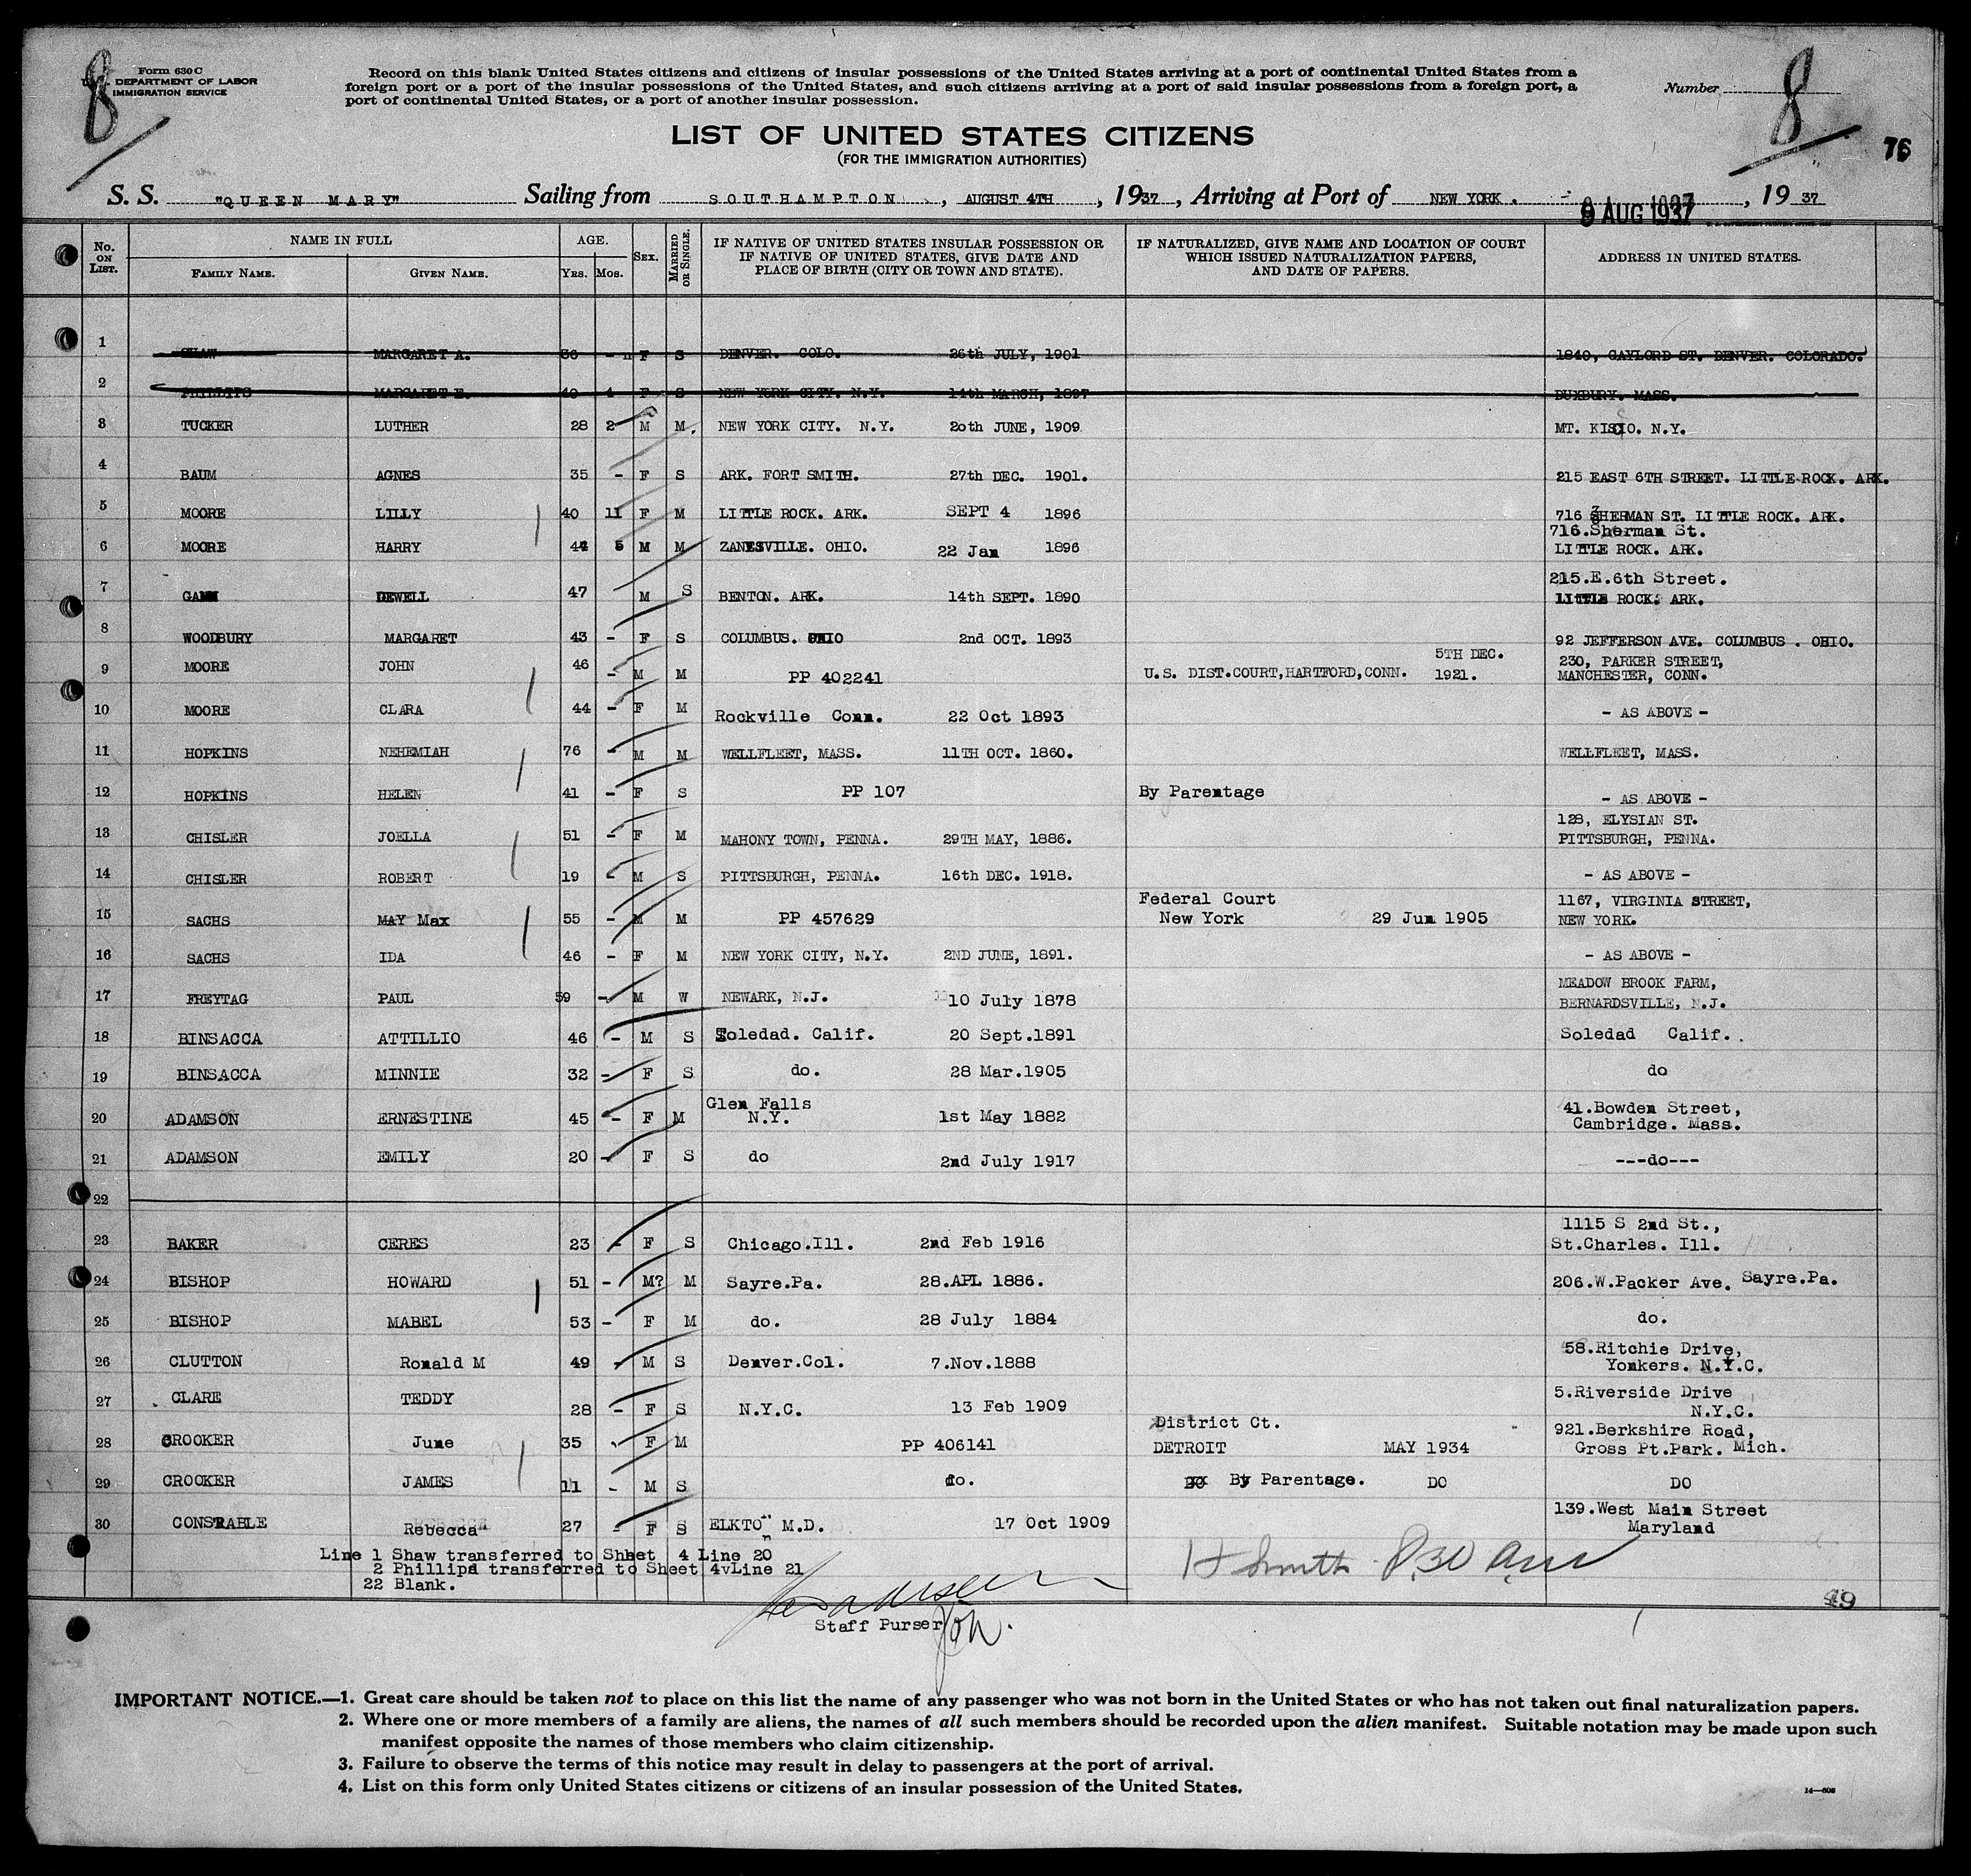 8
Form 630 C
DEPARTMENT OF LABOR
IMMIGRATION SERVICE
Record on this blank United States citizens and citizens of insular possessions of the United States arriving at a port of continental United States from a
foreign port or a port of the insular possessions of the United States, and such citizens arriving at a port of said insular possessions from a foreign port, a
port of continental United States, or a port of another insular possession.
Number 8
76
LIST OF UNITED STATES CITIZENS
(FOR THE IMMIGRATION AUTHORITIES)
S. S. "QUEEN MARY" Sailing from SOUTHAMPTON, AUGUST 4TH, 1937, Arriving at Port of NEW YORK. 9 AUG 1937, 1937
No. ON LIST. NAME IN FULL FAMILY NAME. GIVEN NAME. AGE. YRS. MOS. SEX. MARRIED OR SINGLE. IF NATIVE OF UNITED STATES INSULAR POSSESSION OR IF NATIVE OF UNITED STATES, GIVE DATE AND PLACE OF BIRTH (CITY OR TOWN AND STATE). IF NATURALIZED, GIVE NAME AND LOCATION OF COURT WHICH ISSUED NATURALIZATION PAPERS, AND DATE OF PAPERS. ADDRESS IN UNITED STATES.
1 SHAW MARGARET A. 36 - F S DENVER. COLO. 26th JULY, 1901 1840, GAYLORD ST. DENVER. COLORADO.
2 PHILLIPS MARGARET E. 40 4 F S NEW YORK CITY. N.Y. 14th MARCH, 1897 DUXBURY. MASS.
3 TUCKER LUTHER 28 2 M M. NEW YORK CITY. N.Y. 20th JUNE, 1909 MT. KISCO. N.Y.
4 BAUM AGNES 35 - F S ARK. FORT SMITH. 27th DEC. 1901. 215 EAST 6TH STREET. LITTLE ROCK. ARK.
5 MOORE LILLY 40 11 F M LITTLE ROCK. ARK. SEPT 4 1896 716 SHERMAN ST. LITTLE ROCK. ARK.
6 MOORE HARRY 44 5 M M ZANESVILLE. OHIO. 22 Jan 1896 716.Sherman St.
LITTLE ROCK. ARK.
7 GANN DEWELL 47 M S BENTON. ARK. 14th SEPT. 1890 215.E.6th Street.
LITTLE ROCK. ARK.
8 WOODBURY MARGARET 43 - F S COLUMBUS. OHIO 2nd OCT. 1893 92 JEFFERSON AVE. COLUMBUS . OHIO.
9 MOORE JOHN 46 - M M PP 402241 U.S. DIST.COURT,HARTFORD,CONN. 5TH DEC. 1921. 230, PARKER STREET,
MANCHESTER, CONN.
10 MOORE CLARA 44 - F M Rockville Conn. 22 Oct 1893 - AS ABOVE -
11 HOPKINS NEHEMIAH 76 - M M WELLFLEET, MASS. 11TH OCT. 1860. WELLFLEET, MASS.
12 HOPKINS HELEN 41 - F S PP 107 By Parentage - AS ABOVE -
13 CHISLER JOELLA 51 - F M MAHONY TOWN, PENNA. 29TH MAY, 1886. 128, ELYSIAN ST.
PITTSBURGH, PENNA.
14 CHISLER ROBERT 19 - M S PITTSBURGH, PENNA. 16th DEC. 1918. - AS ABOVE -
15 SACHS MAY Max 55 - M M PP 457629 Federal Court
New York 29 Jun 1905 1167, VIRGINIA STREET,
NEW YORK.
16 SACHS IDA 46 - F M NEW YORK CITY, N.Y. 2ND JUNE, 1891. - AS ABOVE -
17 FREYTAG PAUL 59 - M W NEWARK, N.J. 10 July 1878 MEADOW BROOK FARM,
BERNARDSVILLE, N.J.
18 BINSACCA ATTILLIO 46 - M S Soledad. Calif. 20 Sept.1891 Soledad Calif.
19 BINSACCA MINNIE 32 - F S do. 28 Mar.1905 do
20 ADAMSON ERNESTINE 45 - F M Glen Falls
N.Y. 1st May 1882 41.Bowden Street,
Cambridge. Mass.
21 ADAMSON EMILY 20 - F S do 2nd July 1917 ---do---
22
23 BAKER CERES 23 - F S Chicago.Ill. 2nd Feb 1916 1115 S 2nd St.,
St.Charles. Ill.
24 BISHOP HOWARD 51 - M? M Sayre.Pa. 28.APL 1886. 206.W.Packer Ave. Sayre.Pa.
25 BISHOP MABEL 53 - F M do. 28 July 1884 do.
26 CLUTTON Ronald M 49 - M S Denver.Col. 7.Nov.1888 58.Ritchie Drive,
Yonkers. N.Y.C.
27 CLARE TEDDY 28 - F S N.Y.C. 13 Feb 1909 5.Riverside Drive
N.Y.C.
28 CROOKER June 35 - F M PP 406141 District Ct.
DETROIT MAY 1934 921.Berkshire Road,
Gross Pt.Park. Mich.
29 CROOKER JAMES 11 - M S do. By Parentage. DO DO
30 CONSTABLE Rebecca 27 - F S ELKTON M.D. 17 Oct 1909 139.West Main Street
Maryland
Line 1 Shaw transferred to Sheet 4 Line 20
2 Phillips transferred to Sheet 4 Line 21
22 Blank.
Staff Purser
49
IMPORTANT NOTICE.—1. Great care should be taken not to place on this list the name of any passenger who was not born in the United States or who has not taken out final naturalization papers.
2. Where one or more members of a family are aliens, the names of all such members should be recorded upon the alien manifest. Suitable notation may be made upon such
manifest opposite the names of those members who claim citizenship.
3. Failure to observe the terms of this notice may result in delay to passengers at the port of arrival.
4. List on this form only United States citizens or citizens of an insular possession of the United States.